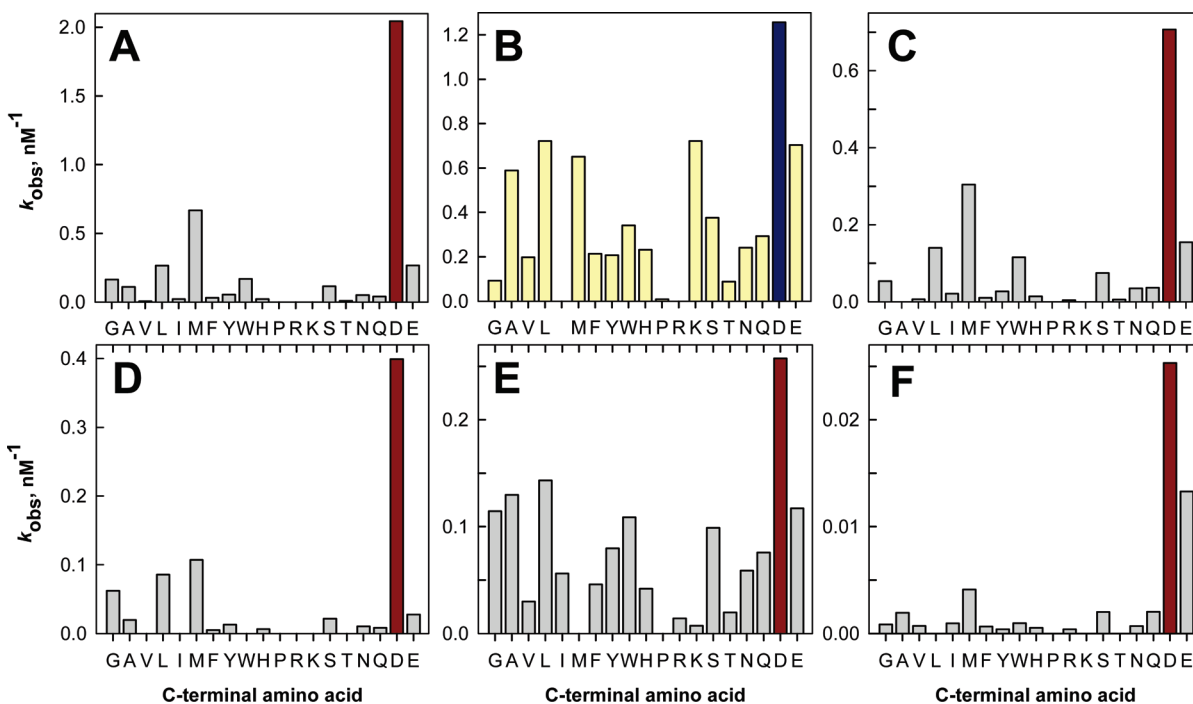 A
2.0
1.5
1.0
0.5
0.0
k_obs, nM^-1
G A V L I M F Y W H P R K S T N Q D E
B
1.2
1.0
0.8
0.6
0.4
0.2
0.0
G A V L M F Y W H P R K S T N Q D E
C
0.6
0.4
0.2
0.0
G A V L I M F Y W H P R K S T N Q D E
D
0.4
0.3
0.2
0.1
0.0
k_obs, nM^-1
G A V L I M F Y W H P R K S T N Q D E
C-terminal amino acid
E
0.2
0.1
0.0
G A V L I M F Y W H P R K S T N Q D E
C-terminal amino acid
F
0.02
0.01
0.00
G A V L I M F Y W H P R K S T N Q D E
C-terminal amino acid